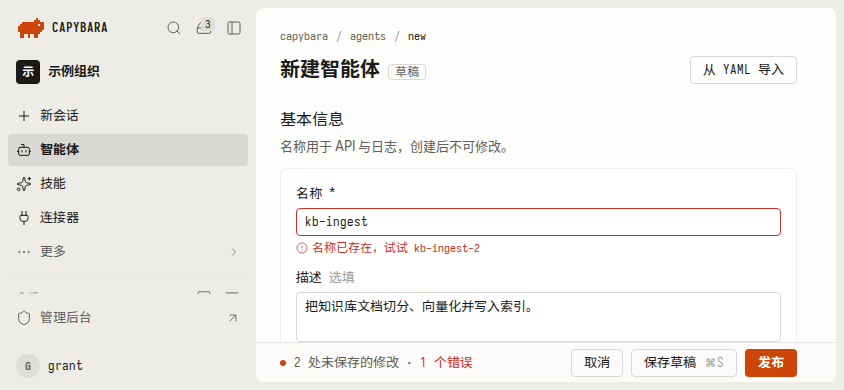 CAPYBARA
3
示 示例组织
新会话
智能体
技能
连接器
更多
管理后台
G grant
capybara / agents / new
新建智能体 草稿
从 YAML 导入
基本信息
名称用于 API 与日志，创建后不可修改。
名称 *
kb-ingest
名称已存在，试试 kb-ingest-2
描述 选填
把知识库文档切分、向量化并写入索引。
2 处未保存的修改 · 1 个错误
取消
保存草稿 ⌘S
发布